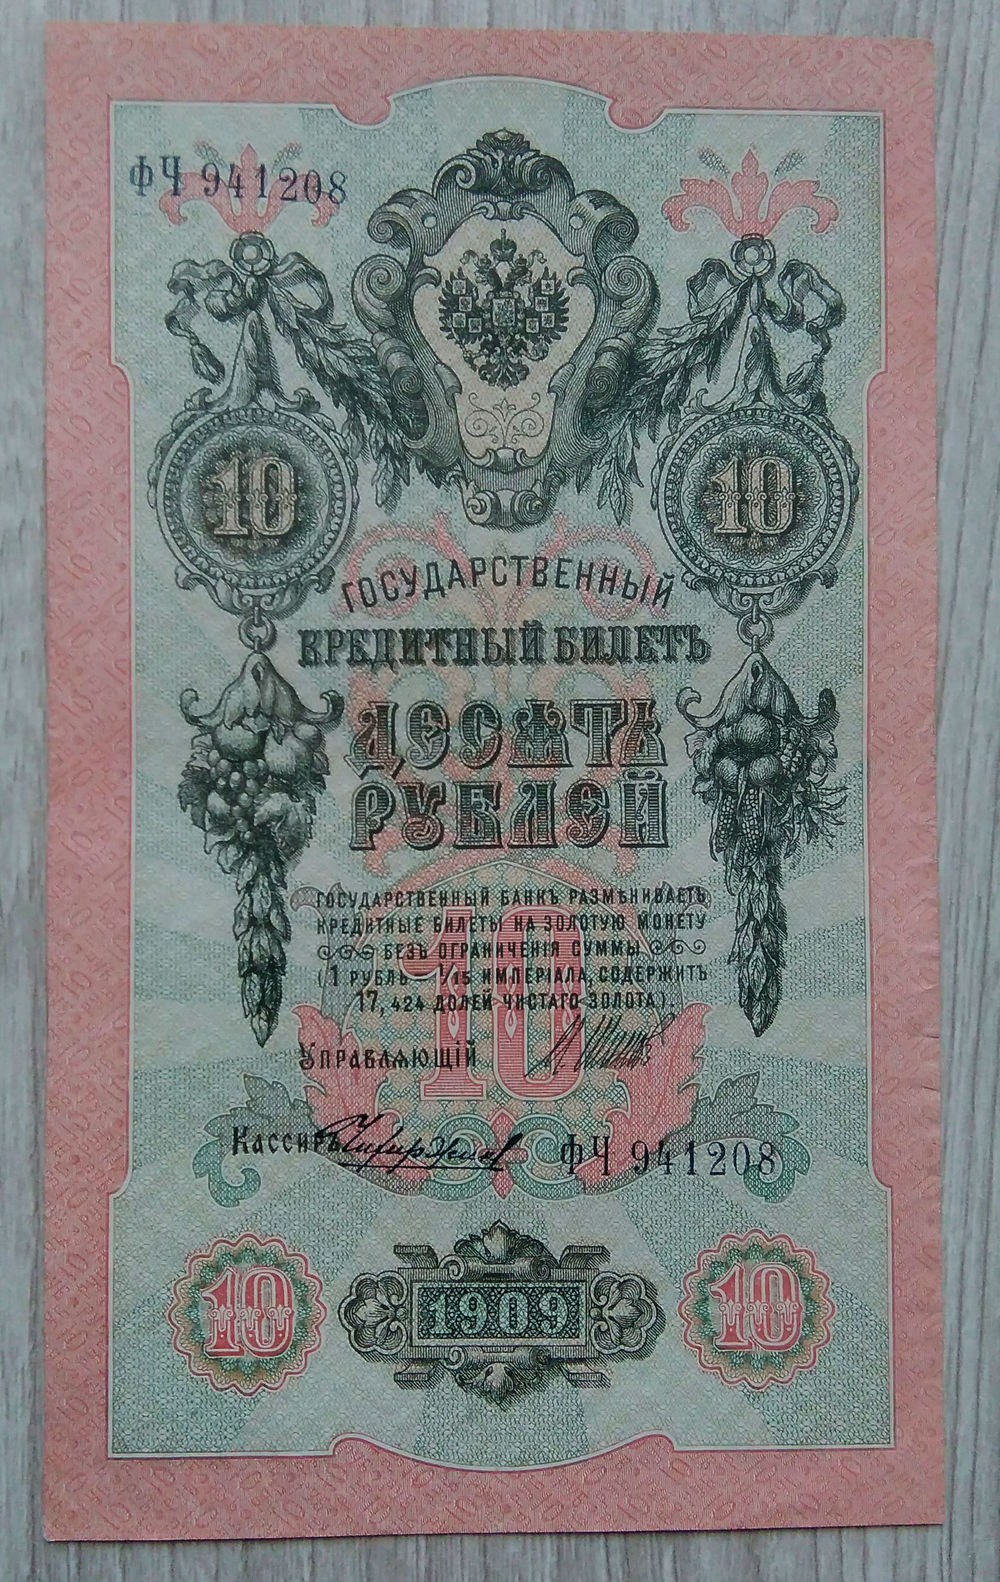 ФЧ 941208
10 10
ГОСУДАРСТВЕННЫЙ
КРЕДИТНЫЙ БИЛЕТЪ
ДЕСЯТЬ
РУБЛЕЙ
ГОСУДАРСТВЕННЫЙ БАНКЪ РАЗМѢНИВАЕТЪ
КРЕДИТНЫЕ БИЛЕТЫ НА ЗОЛОТУЮ МОНЕТУ
БЕЗЪ ОГРАНИЧЕНІЯ СУММЫ
(1 РУБЛЬ = 1/15 ИМПЕРІАЛА, СОДЕРЖИТЪ
17,424 ДОЛЕЙ ЧИСТАГО ЗОЛОТА).
10
УПРАВЛЯЮЩІЙ
КАССИРЪ
ФЧ 941208
10 1909 10